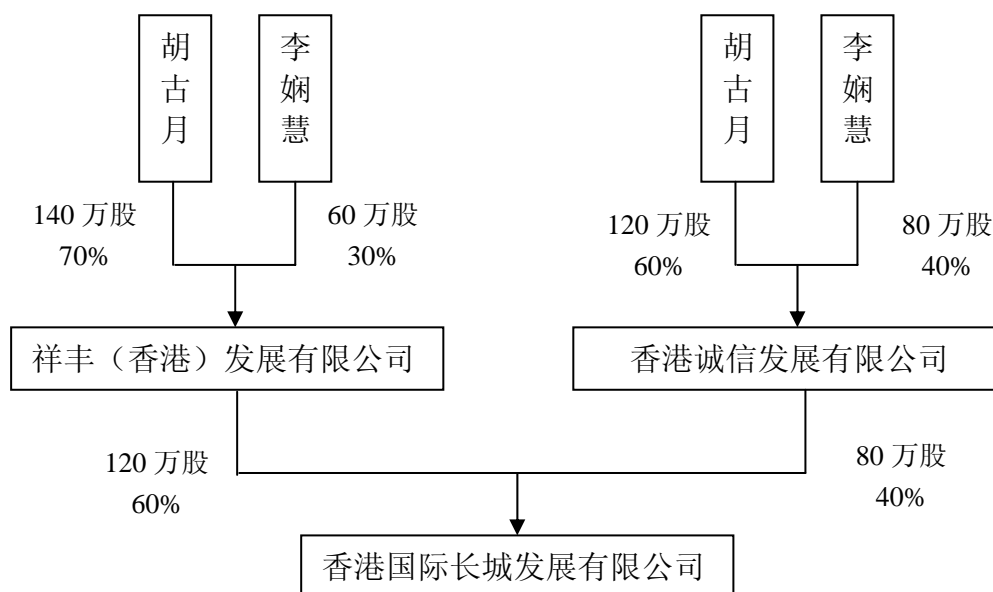 胡古月
李娴慧
胡古月
李娴慧
140 万股
70%
60 万股
30%
120 万股
60%
80 万股
40%
祥丰（香港）发展有限公司
香港诚信发展有限公司
120 万股
60%
80 万股
40%
香港国际长城发展有限公司